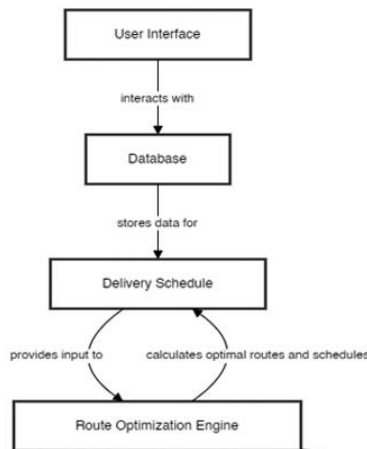 User Interface
interacts with
Database
stores data for
Delivery Schedule
provides input to
calculates optimal routes and schedules
Route Optimization Engine